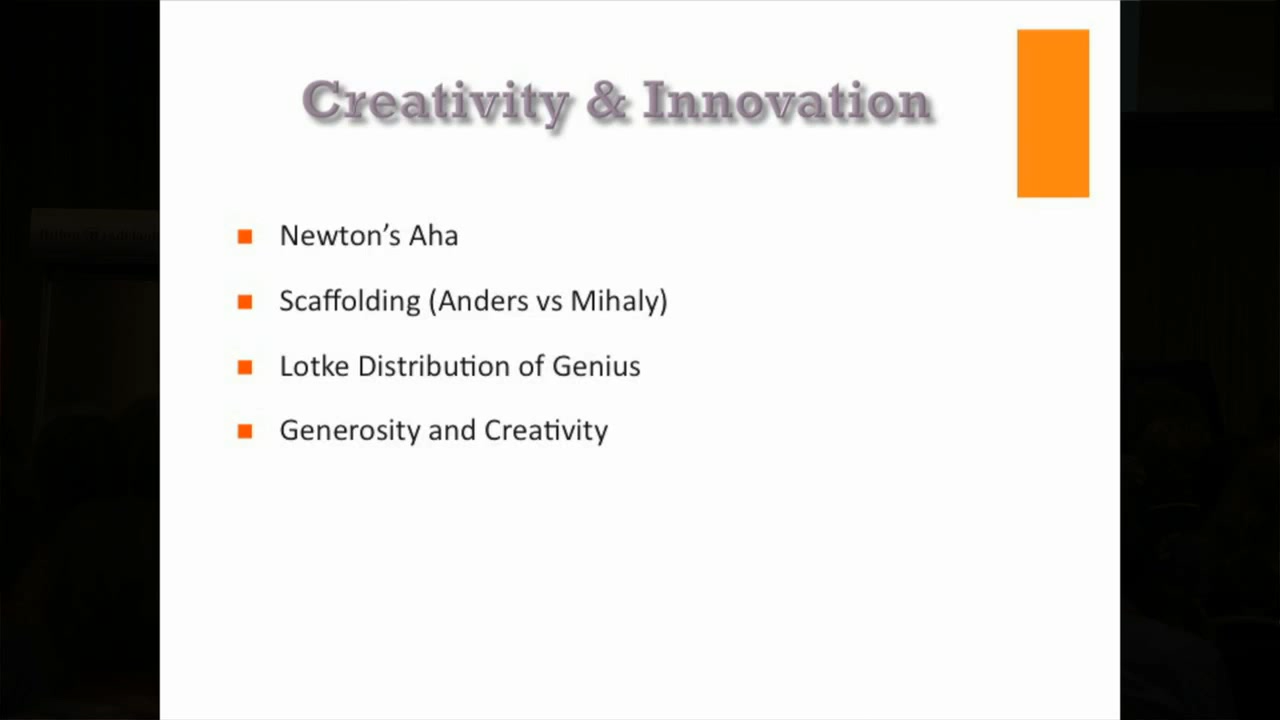 Creativity & Innovation
Newton’s Aha
Scaffolding (Anders vs Mihaly)
Lotke Distribution of Genius
Generosity and Creativity